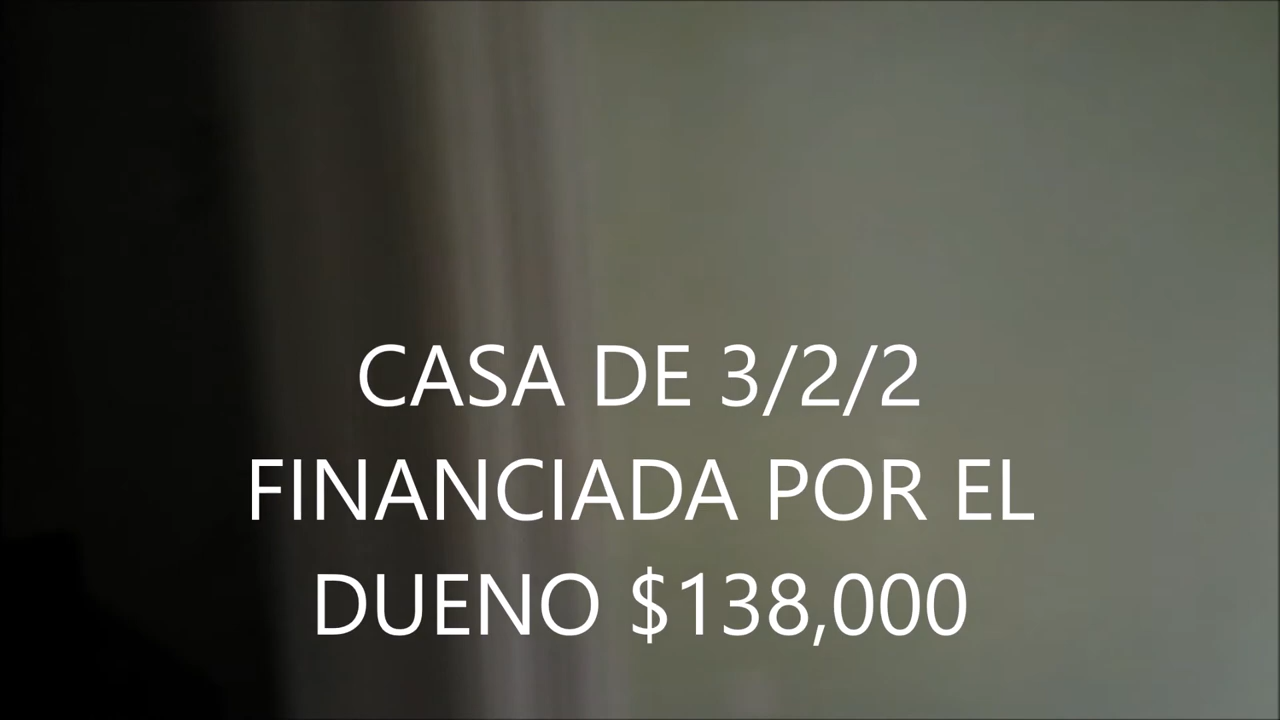 CASA DE 3/2/2
FINANCIADA POR EL
DUENO $138,000